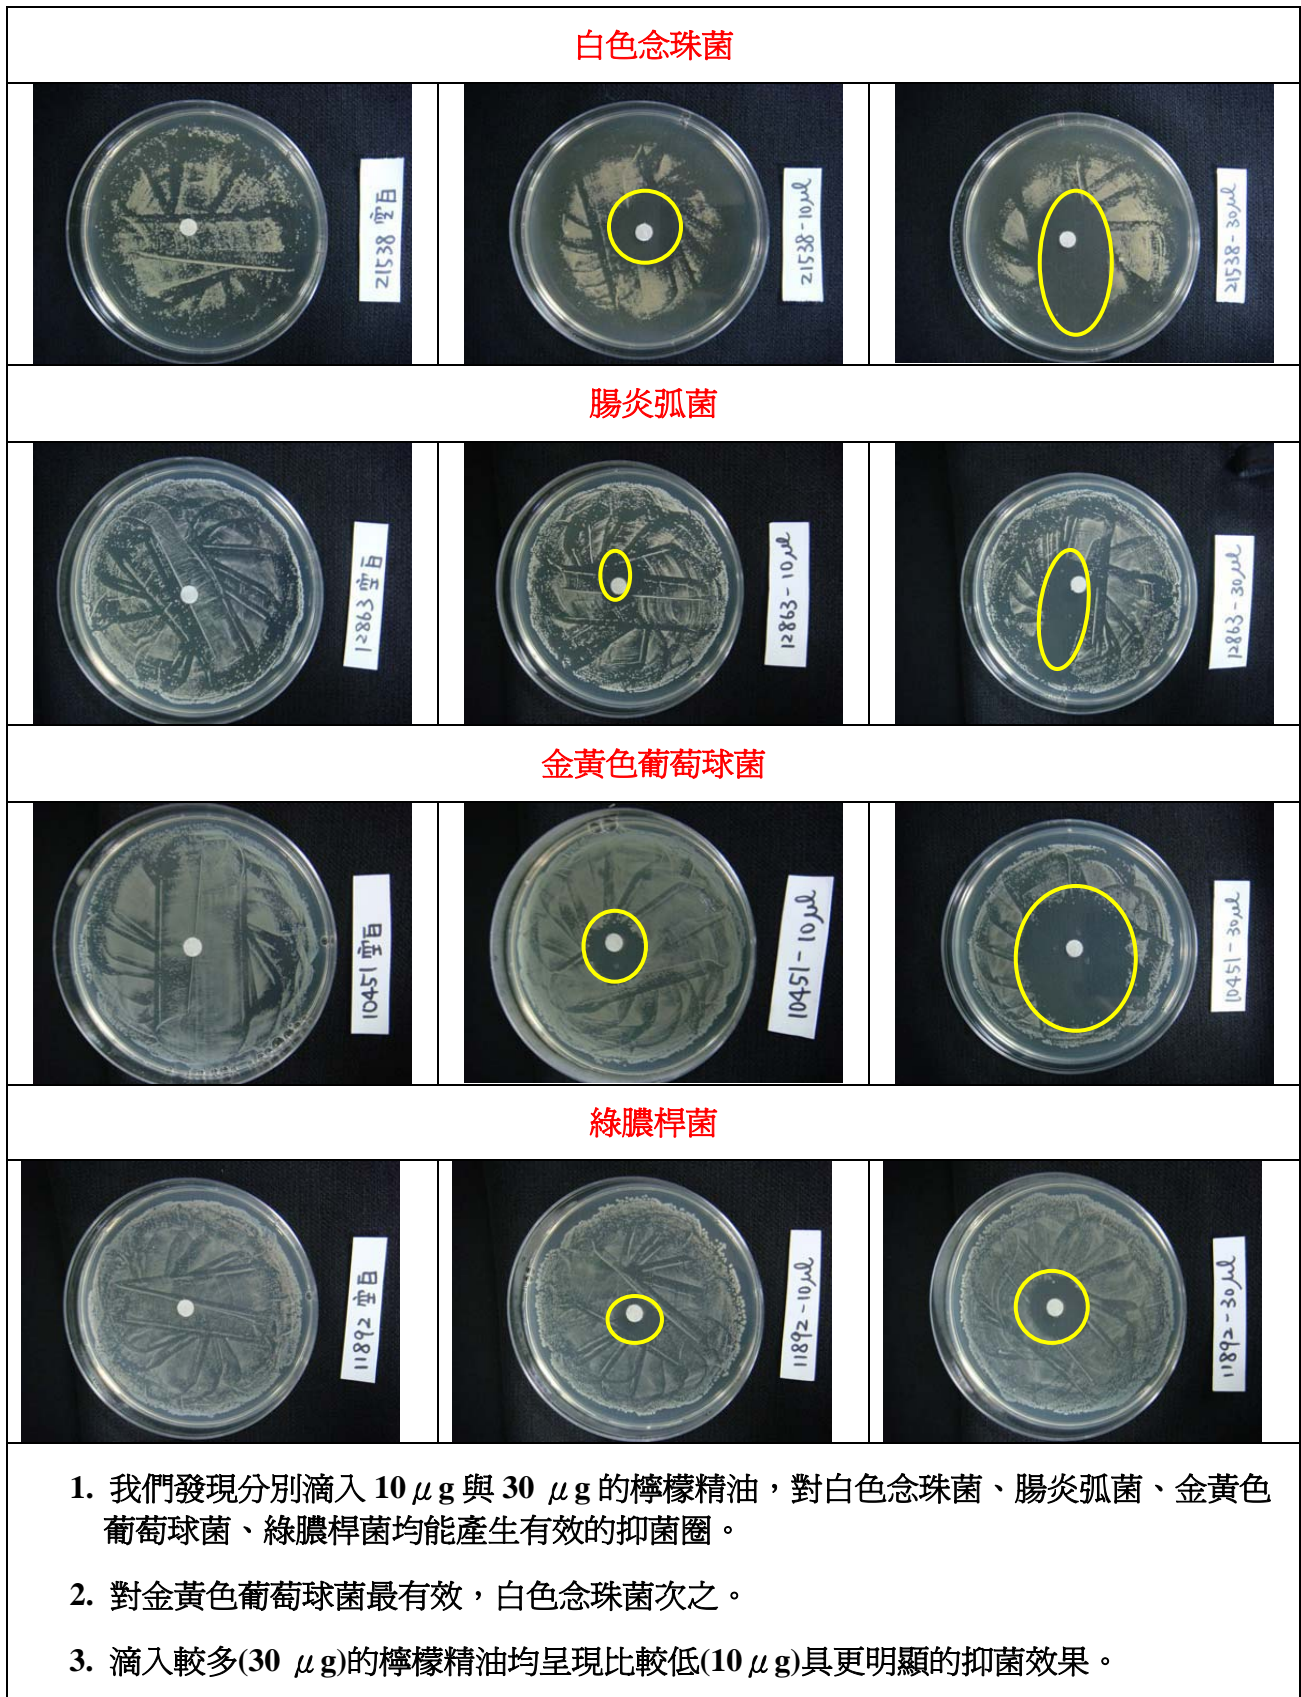 白色念珠菌
21538 空白
21538-10μl
21538-30μl
腸炎弧菌
12863 空白
12863-10μl
12863-30μl
金黃色葡萄球菌
10451 空白
10451-10μl
10451-30μl
綠膿桿菌
11892 空白
11892-10μl
11892-30μl
1. 我們發現分別滴入 10μg 與 30 μg 的檸檬精油，對白色念珠菌、腸炎弧菌、金黃色
葡萄球菌、綠膿桿菌均能產生有效的抑菌圈。
2. 對金黃色葡萄球菌最有效，白色念珠菌次之。
3. 滴入較多(30 μg)的檸檬精油均呈現比較低(10μg)具更明顯的抑菌效果。